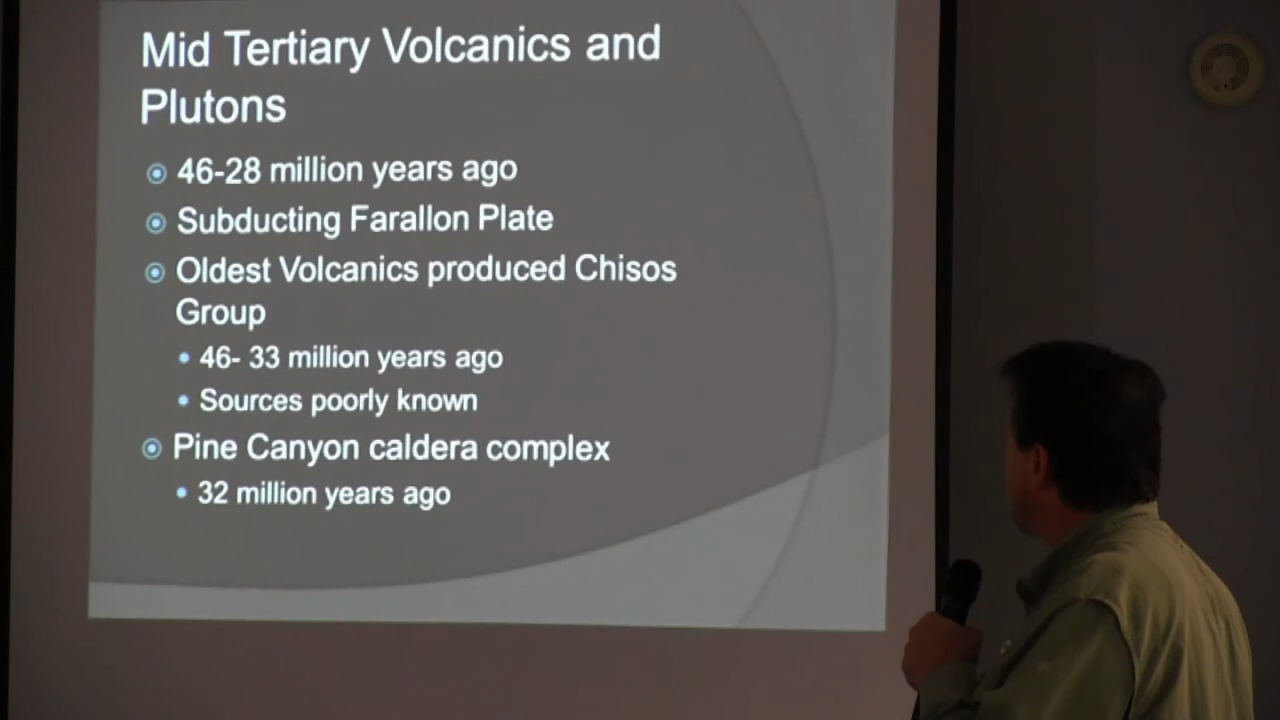 Mid Tertiary Volcanics and
Plutons
46-28 million years ago
Subducting Farallon Plate
Oldest Volcanics produced Chisos
Group
46- 33 million years ago
Sources poorly known
Pine Canyon caldera complex
32 million years ago